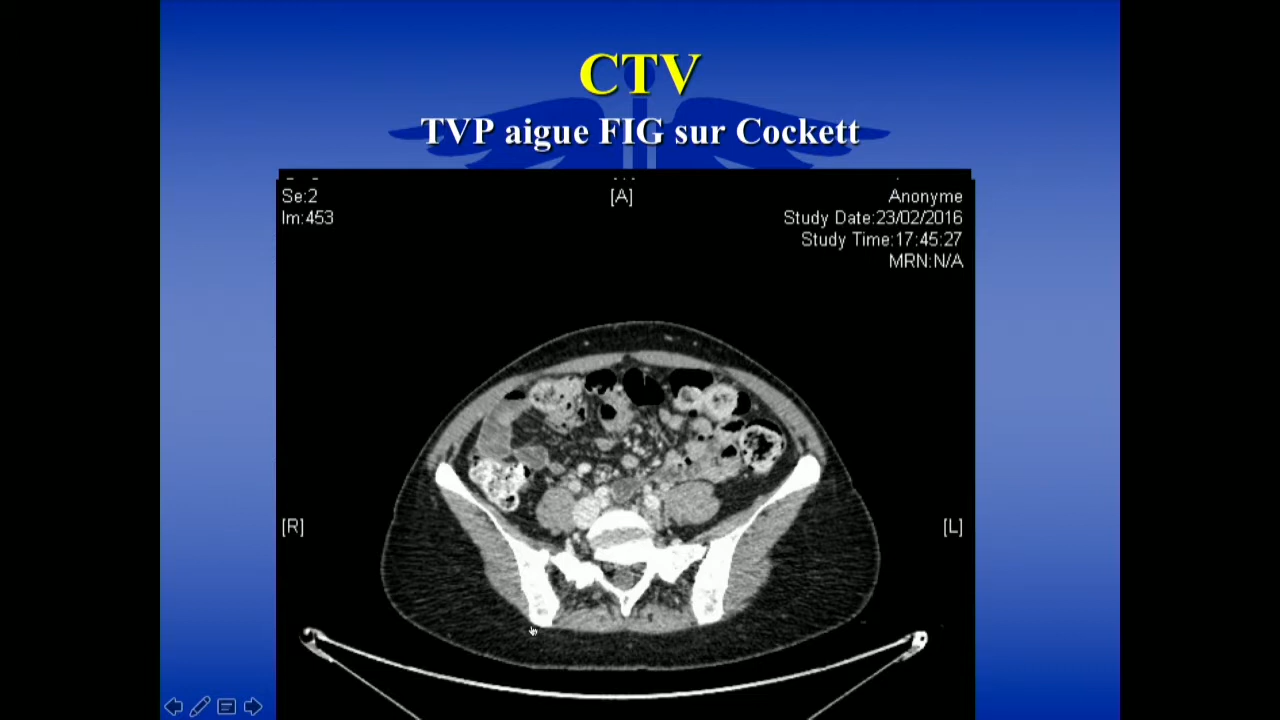 CTV
TVP aigue FIG sur Cockett
Se:2
[A]
Anonyme
Im:453
Study Date:23/02/2016
Study Time:17:45:27
MRN:N/A
[R]
[L]